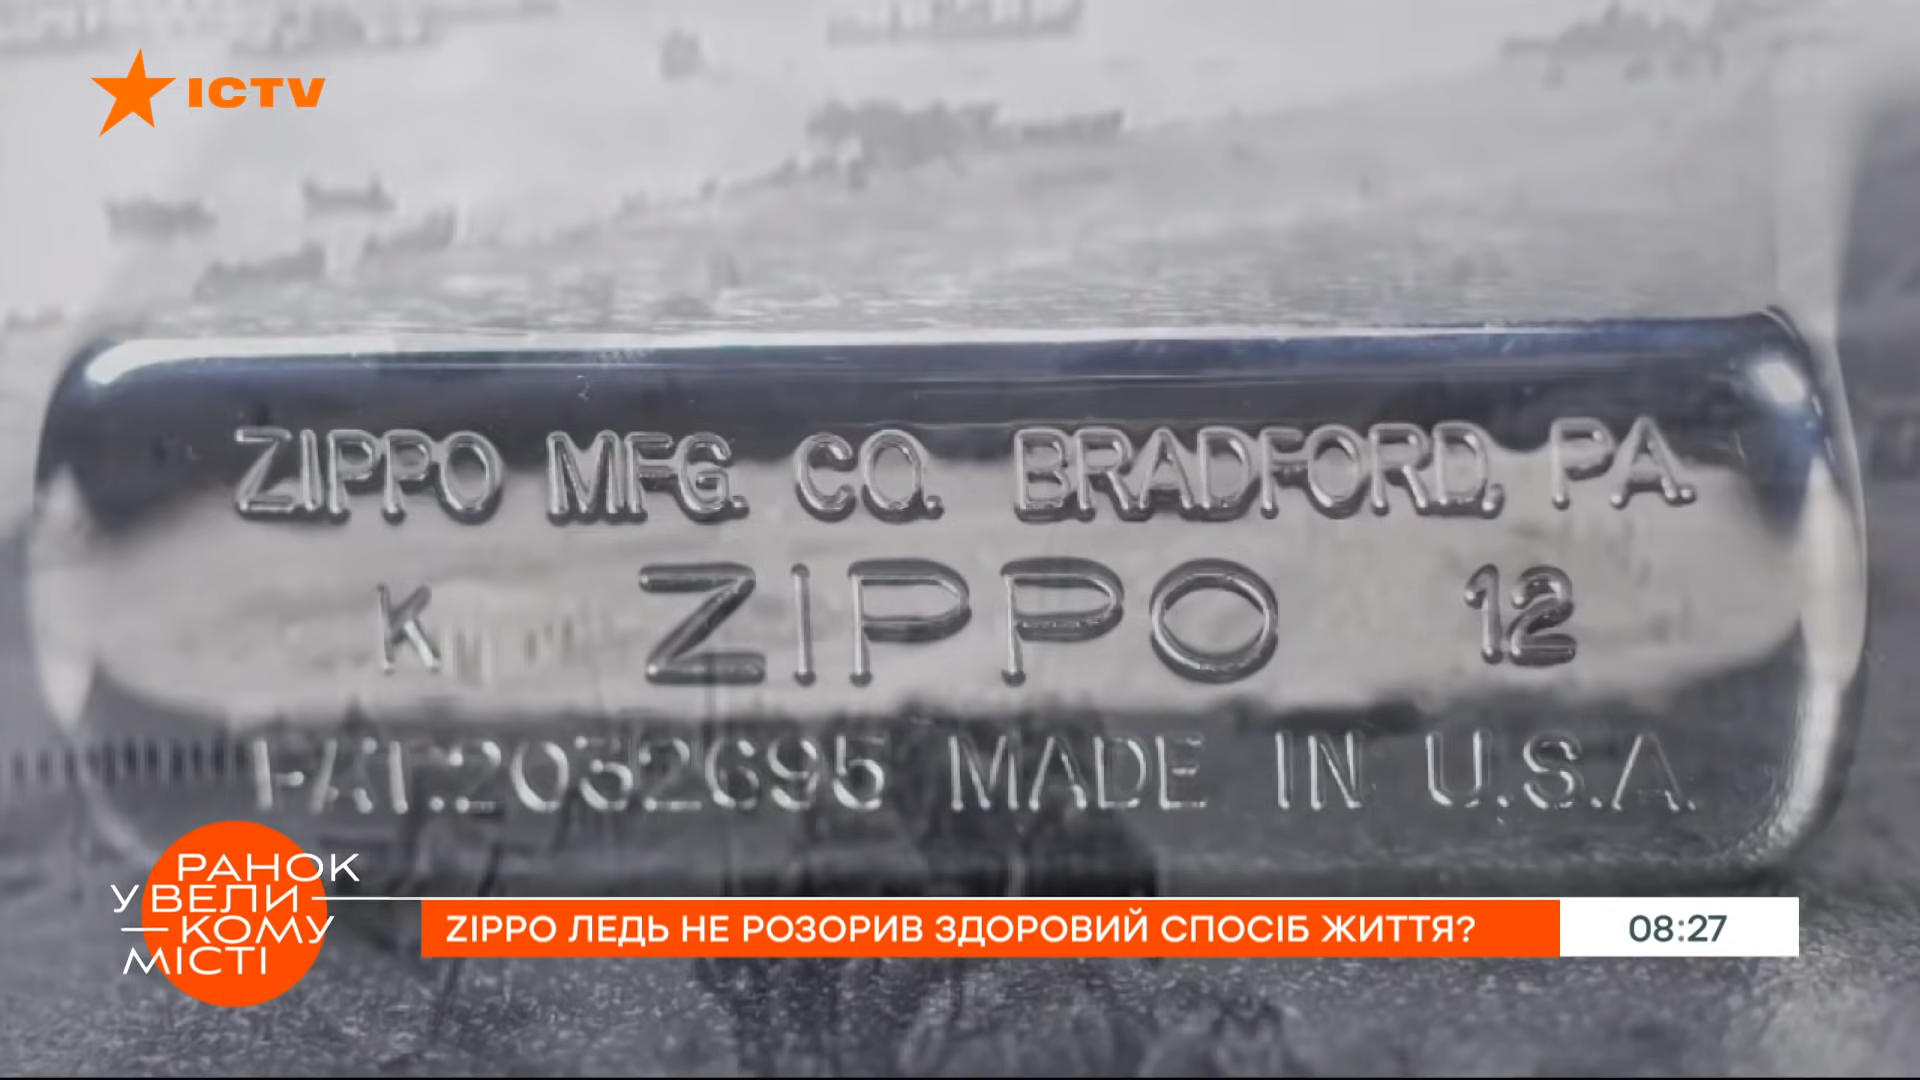 ICTV
ZIPPO MFG. CO. BRADFORD, PA.
K ZIPPO 12
PAT.2032695 MADE IN U.S.A.
РАНОК
У ВЕЛИ
КОМУ
МІСТІ
ZIPPO ЛЕДЬ НЕ РОЗОРИВ ЗДОРОВИЙ СПОСІБ ЖИТТЯ?
08:27